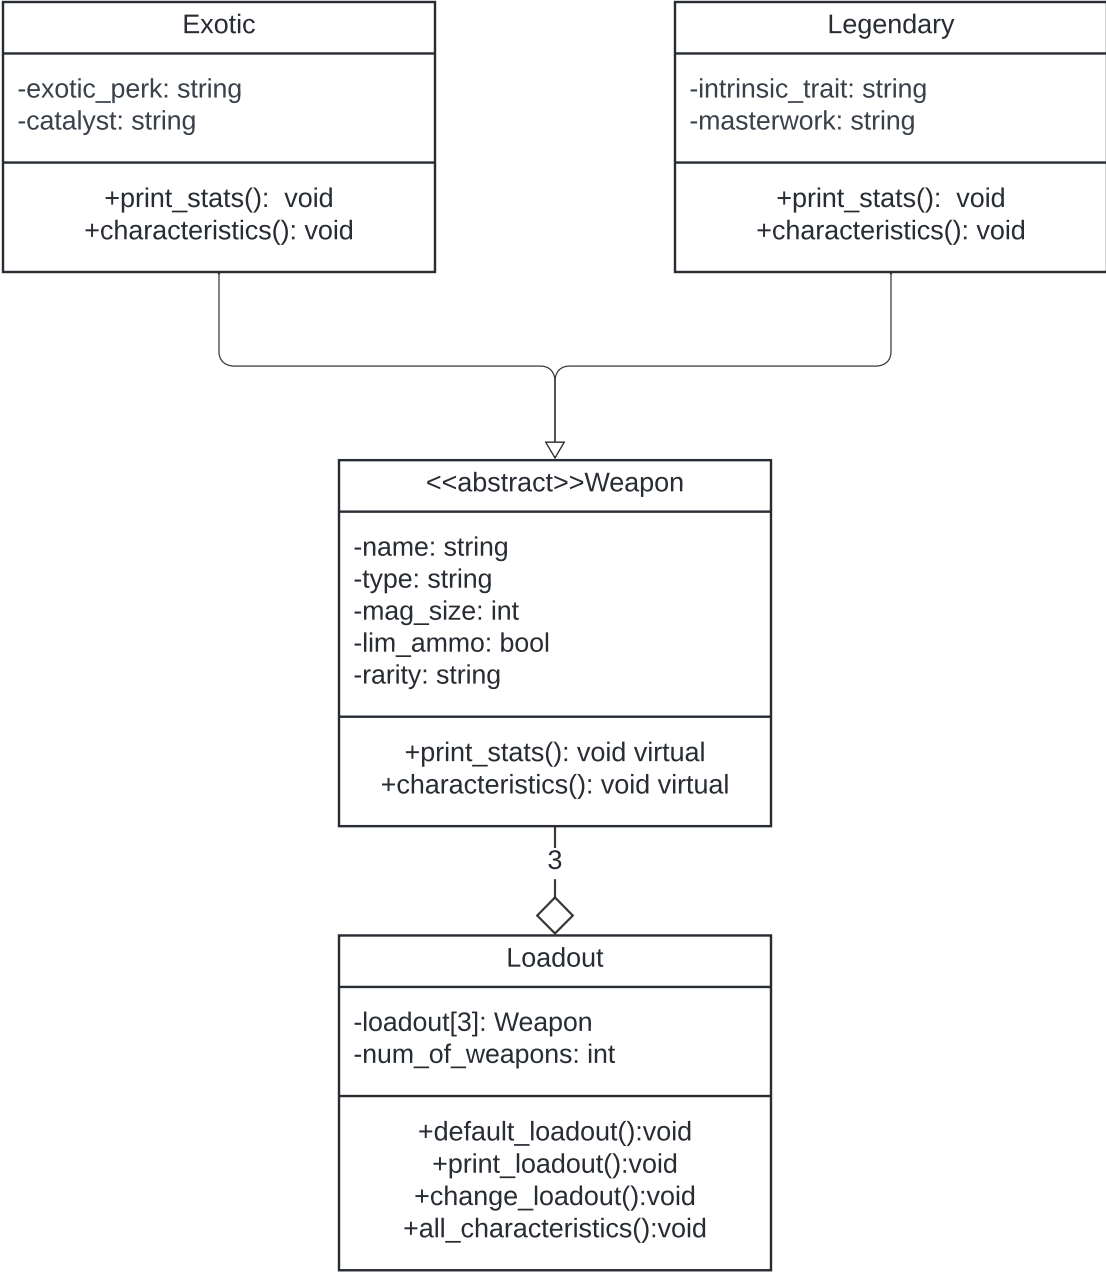 Exotic
-exotic_perk: string
-catalyst: string
+print_stats():  void
+characteristics(): void
Legendary
-intrinsic_trait: string
-masterwork: string
+print_stats():  void
+characteristics(): void
<<abstract>>Weapon
-name: string
-type: string
-mag_size: int
-lim_ammo: bool
-rarity: string
+print_stats(): void virtual
+characteristics(): void virtual
3
Loadout
-loadout[3]: Weapon
-num_of_weapons: int
+default_loadout():void
+print_loadout():void
+change_loadout():void
+all_characteristics():void